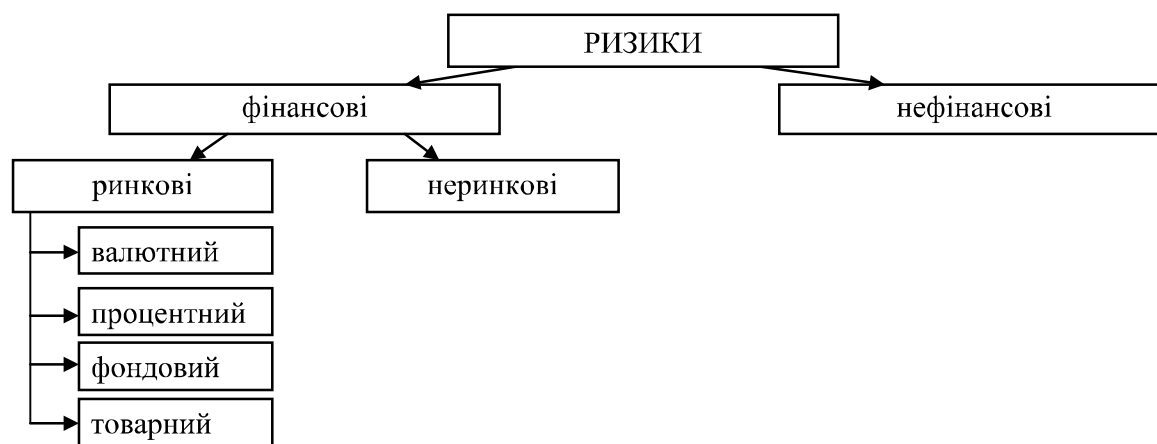 РИЗИКИ
фінансові
нефінансові
ринкові
неринкові
валютний
процентний
фондовий
товарний